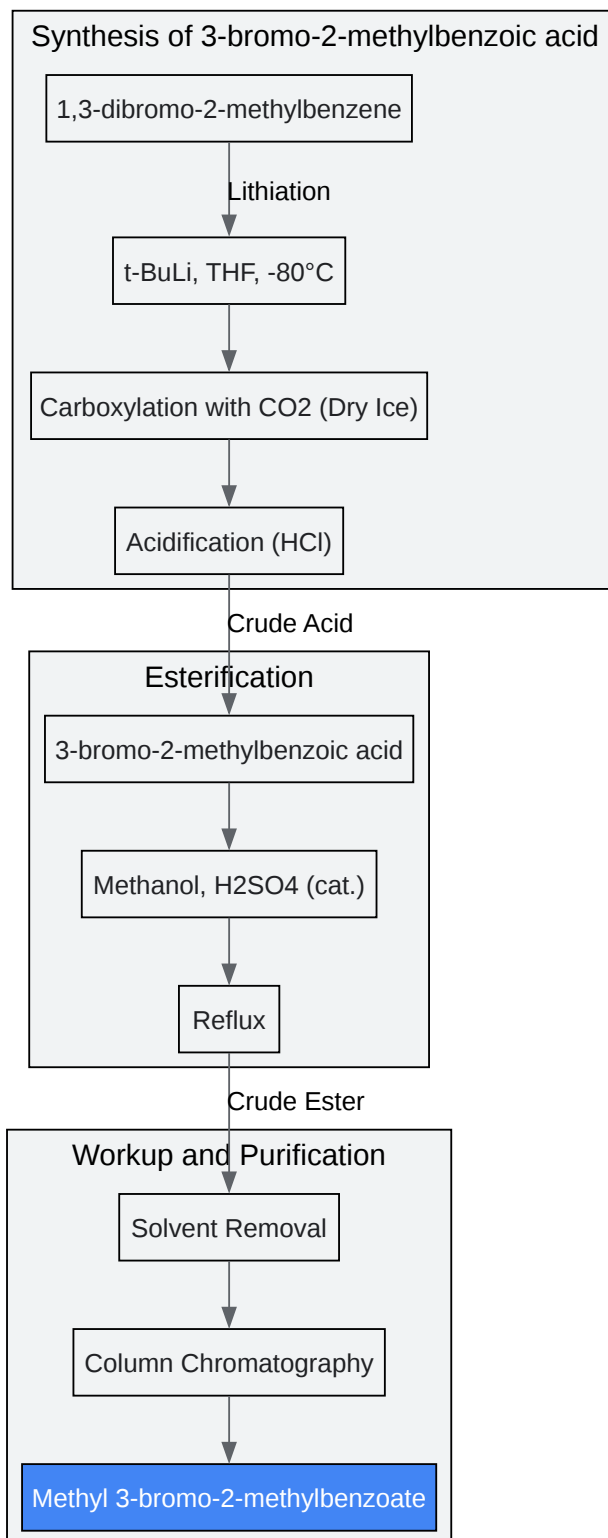 Synthesis of 3-bromo-2-methylbenzoic acid
1,3-dibromo-2-methylbenzene
Lithiation
t-BuLi, THF, -80°C
Carboxylation with CO2 (Dry Ice)
Acidification (HCl)
Crude Acid
Esterification
3-bromo-2-methylbenzoic acid
Methanol, H2SO4 (cat.)
Reflux
Crude Ester
Workup and Purification
Solvent Removal
Column Chromatography
Methyl 3-bromo-2-methylbenzoate